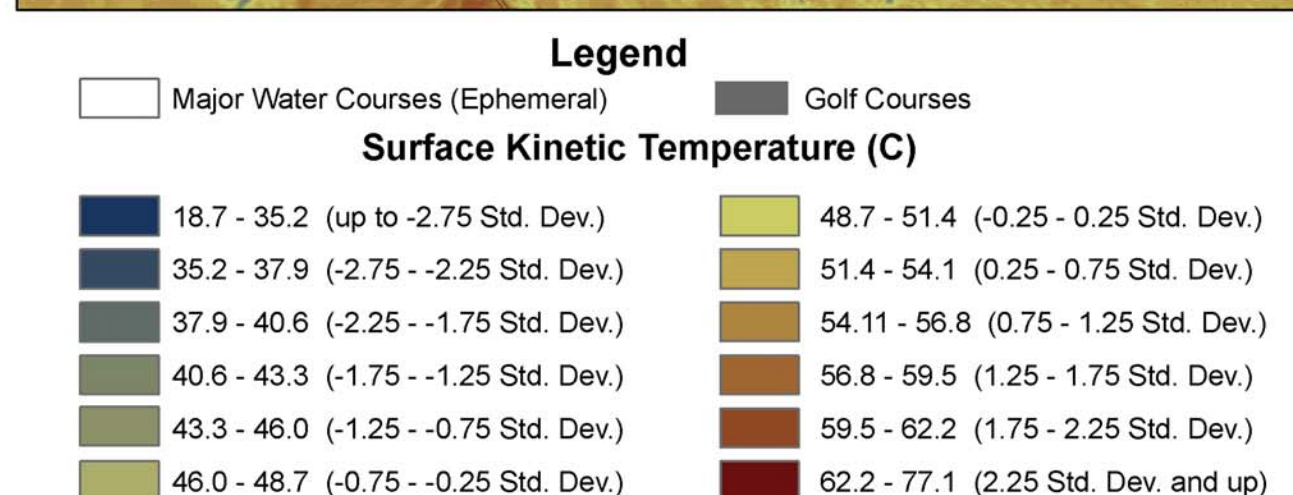 Legend
Major Water Courses (Ephemeral)
Golf Courses
Surface Kinetic Temperature (C)
18.7 - 35.2 (up to -2.75 Std. Dev.)
35.2 - 37.9 (-2.75 - -2.25 Std. Dev.)
37.9 - 40.6 (-2.25 - -1.75 Std. Dev.)
40.6 - 43.3 (-1.75 - -1.25 Std. Dev.)
43.3 - 46.0 (-1.25 - -0.75 Std. Dev.)
46.0 - 48.7 (-0.75 - -0.25 Std. Dev.)
48.7 - 51.4 (-0.25 - 0.25 Std. Dev.)
51.4 - 54.1 (0.25 - 0.75 Std. Dev.)
54.11 - 56.8 (0.75 - 1.25 Std. Dev.)
56.8 - 59.5 (1.25 - 1.75 Std. Dev.)
59.5 - 62.2 (1.75 - 2.25 Std. Dev.)
62.2 - 77.1 (2.25 Std. Dev. and up)